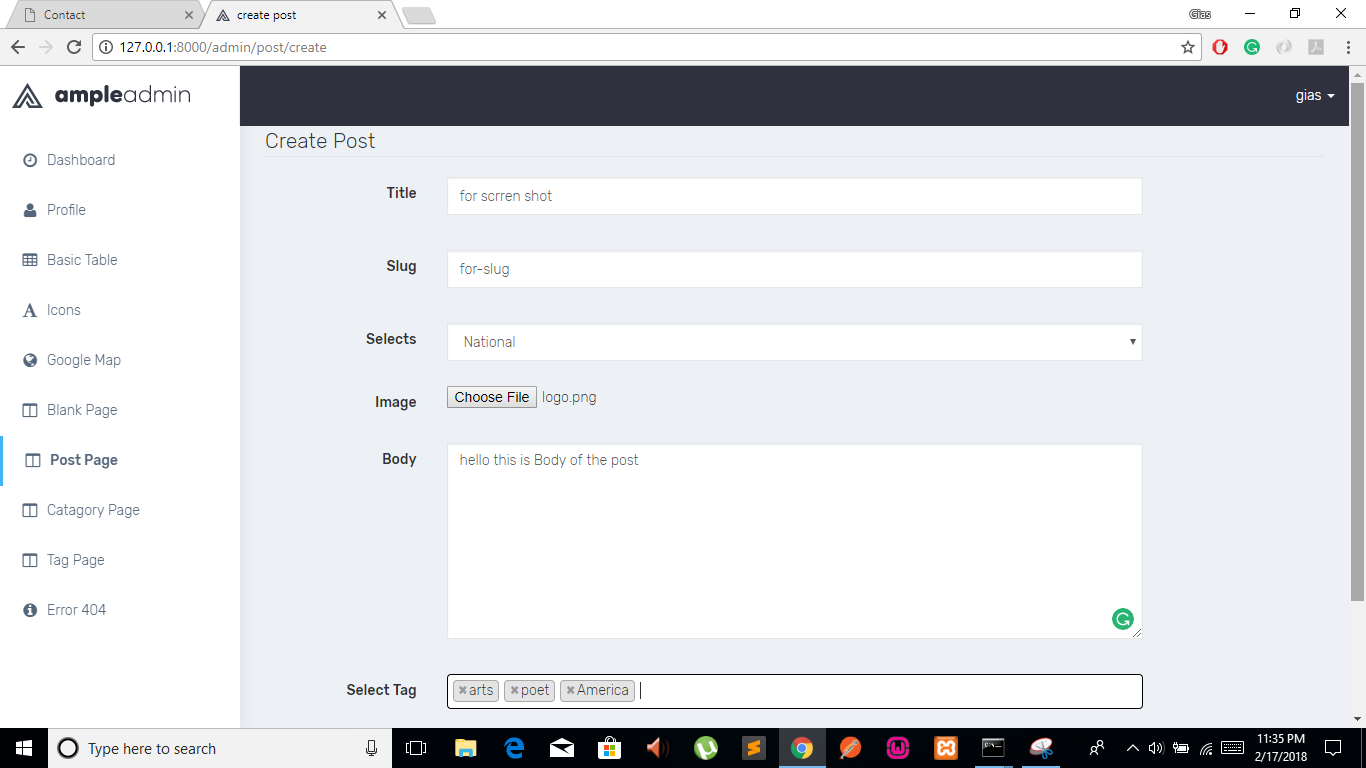 Contact
create post
Gias
127.0.0.1:8000/admin/post/create
ampleadmin
gias
Dashboard
Profile
Basic Table
Icons
Google Map
Blank Page
Post Page
Catagory Page
Tag Page
Error 404
Create Post
Title
for scrren shot
Slug
for-slug
Selects
National
Image
Choose File logo.png
Body
hello this is Body of the post
Select Tag
×arts ×poet ×America
Type here to search
11:35 PM
2/17/2018